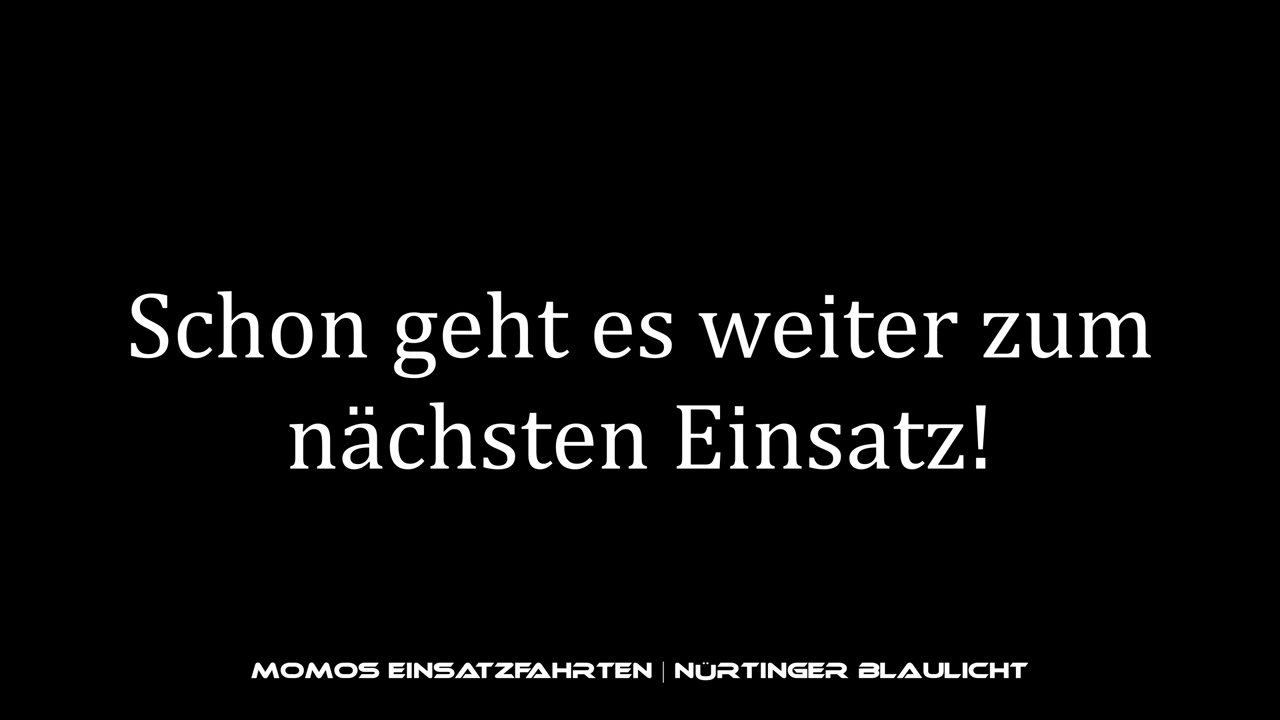 Schon geht es weiter zum
nächsten Einsatz!
MOMOS EINSATZFAHRTEN | NÜRTINGER BLAULICHT